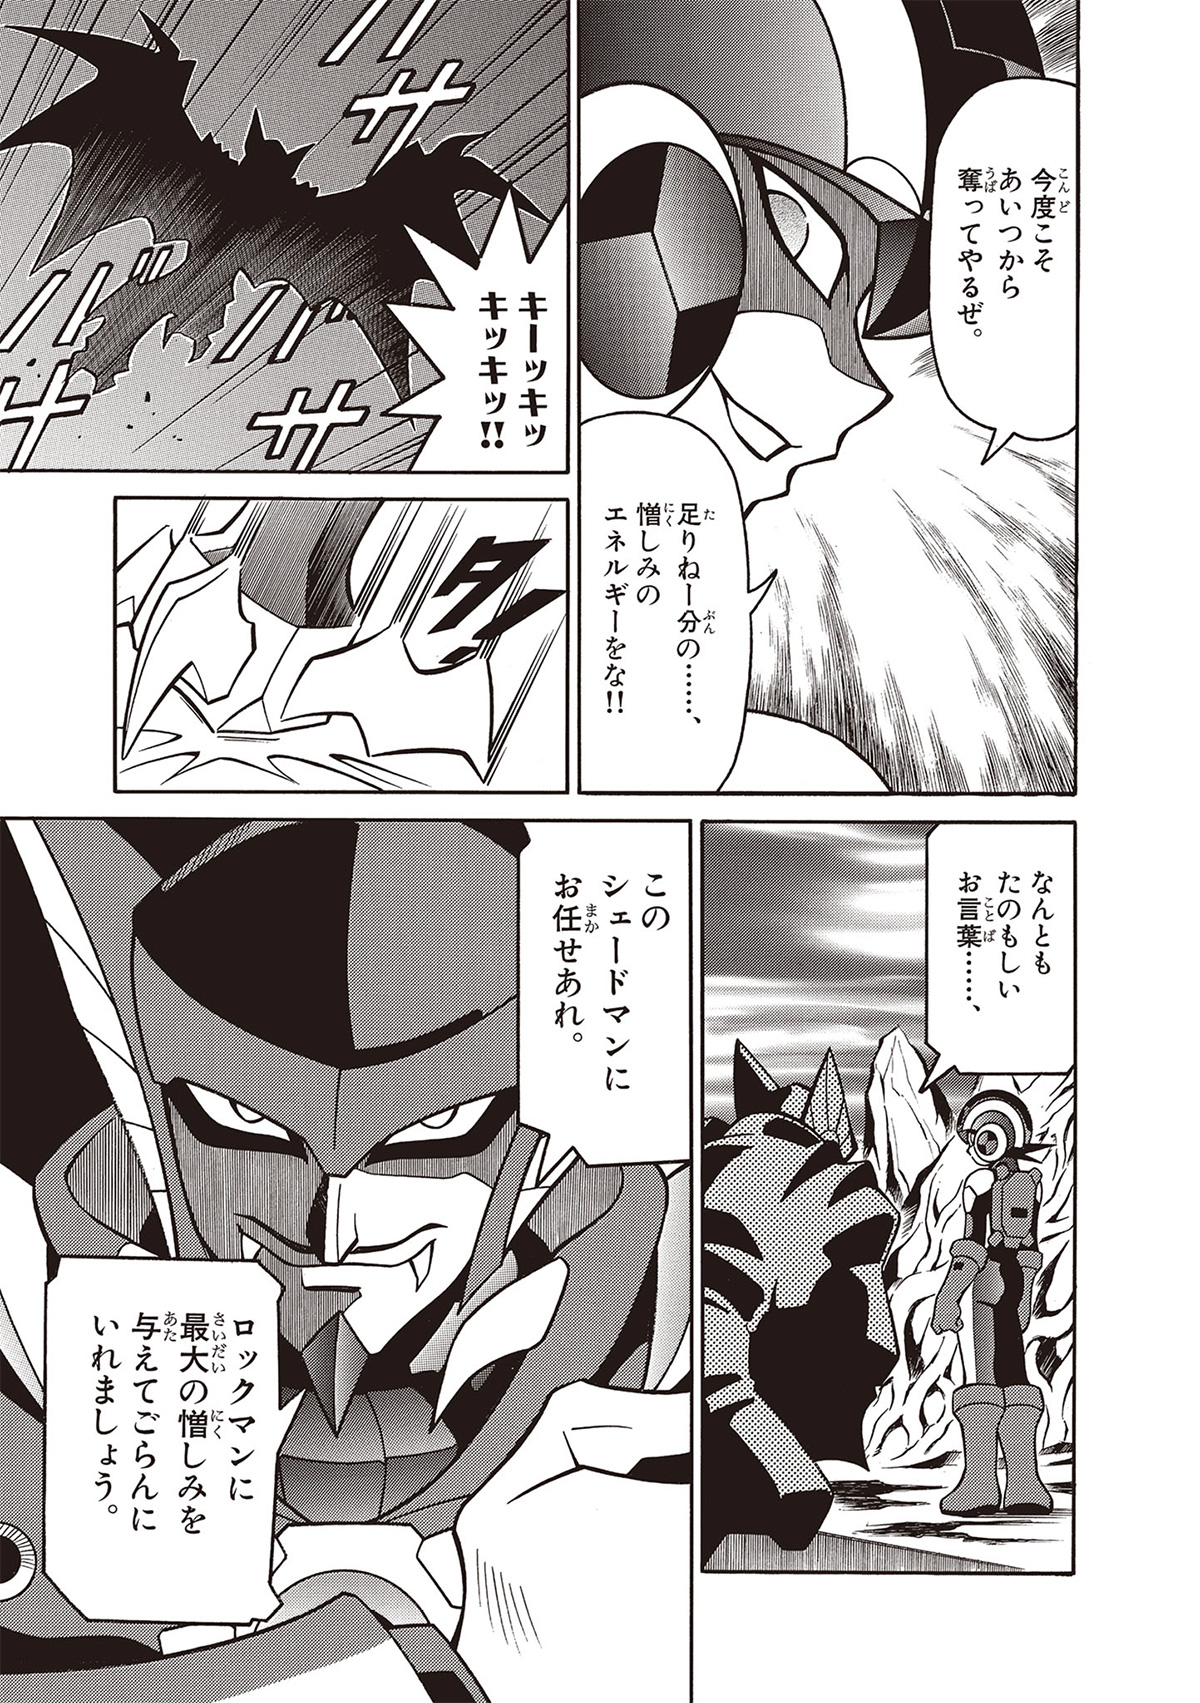 今度こそ
あいつから
奪ってやるぜ。
足りねー分の……、
憎しみの
エネルギーをな!!
バサ
バサ
バサ
バサ
キーッキッ
キッキッ!!
タン
なんとも
たのもしい
お言葉……、
この
シェードマンに
お任せあれ。
ロックマンに
最大の憎しみを
与えてごらんに
いれましょう。